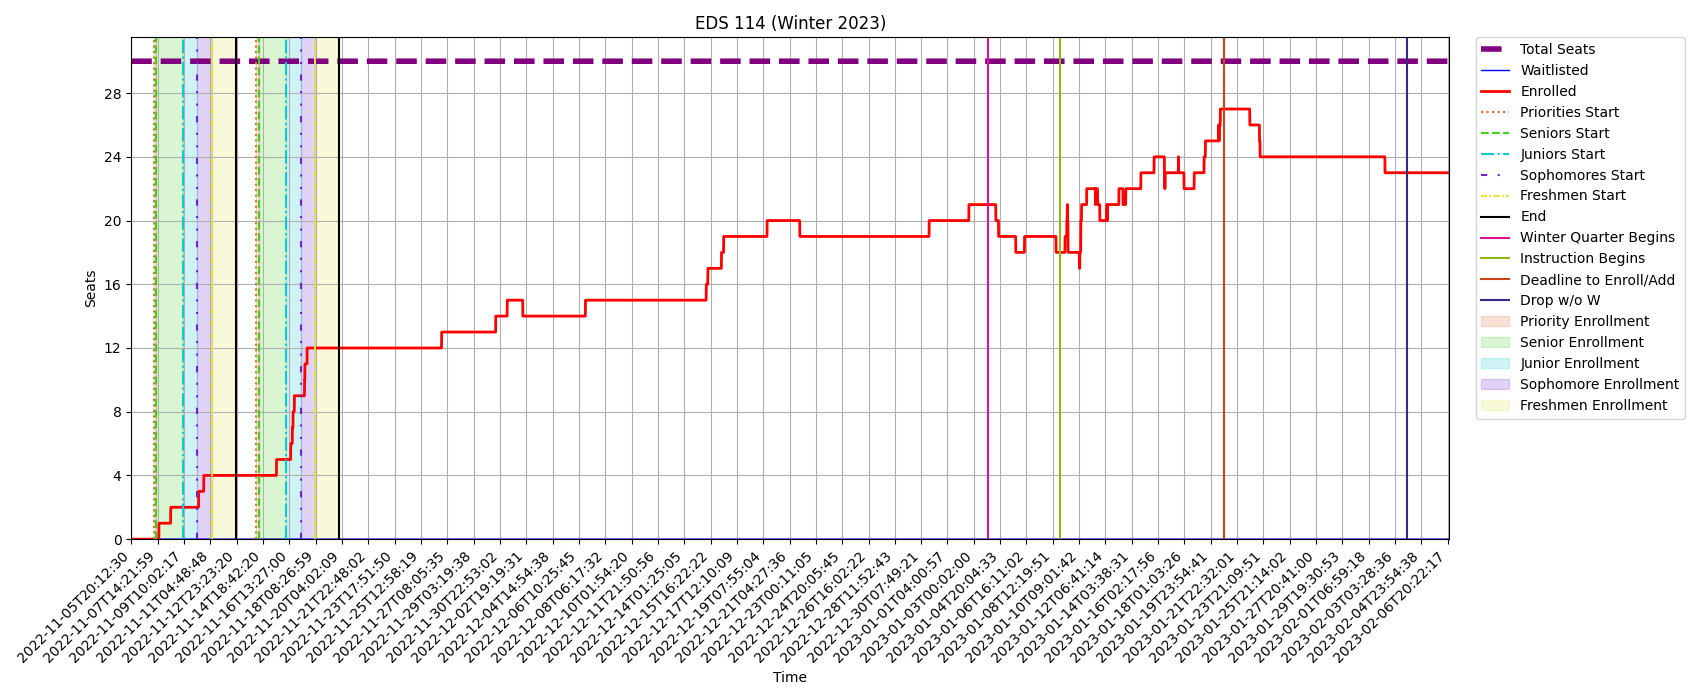 EDS 114 (Winter 2023)
Seats
28
24
20
16
12
8
4
0
2022-11-05T20:12:30
2022-11-07T14:21:59
2022-11-09T10:02:17
2022-11-11T04:48:48
2022-11-12T23:23:20
2022-11-14T18:42:20
2022-11-16T13:27:00
2022-11-18T08:26:59
2022-11-20T04:02:09
2022-11-21T22:48:02
2022-11-23T17:51:50
2022-11-25T12:58:19
2022-11-27T08:05:35
2022-11-29T03:19:38
2022-11-30T22:53:02
2022-12-02T19:19:31
2022-12-04T14:54:38
2022-12-06T10:25:45
2022-12-08T06:17:32
2022-12-10T01:54:20
2022-12-11T21:50:56
2022-12-14T01:25:05
2022-12-15T16:22:22
2022-12-17T12:10:09
2022-12-19T07:55:04
2022-12-21T04:27:36
2022-12-23T00:11:05
2022-12-24T20:05:45
2022-12-26T16:02:22
2022-12-28T11:52:43
2022-12-30T07:49:21
2023-01-01T04:00:57
2023-01-03T00:02:00
2023-01-04T20:04:33
2023-01-06T16:11:02
2023-01-08T12:19:51
2023-01-10T09:01:42
2023-01-12T06:41:14
2023-01-14T03:38:31
2023-01-16T02:17:56
2023-01-18T01:03:26
2023-01-19T23:54:41
2023-01-21T22:32:01
2023-01-23T21:09:51
2023-01-25T21:14:02
2023-01-27T20:41:00
2023-01-29T19:30:53
2023-02-01T06:59:18
2023-02-03T03:28:36
2023-02-04T23:54:38
2023-02-06T20:22:17
Time
Total Seats
Waitlisted
Enrolled
Priorities Start
Seniors Start
Juniors Start
Sophomores Start
Freshmen Start
End
Winter Quarter Begins
Instruction Begins
Deadline to Enroll/Add
Drop w/o W
Priority Enrollment
Senior Enrollment
Junior Enrollment
Sophomore Enrollment
Freshmen Enrollment